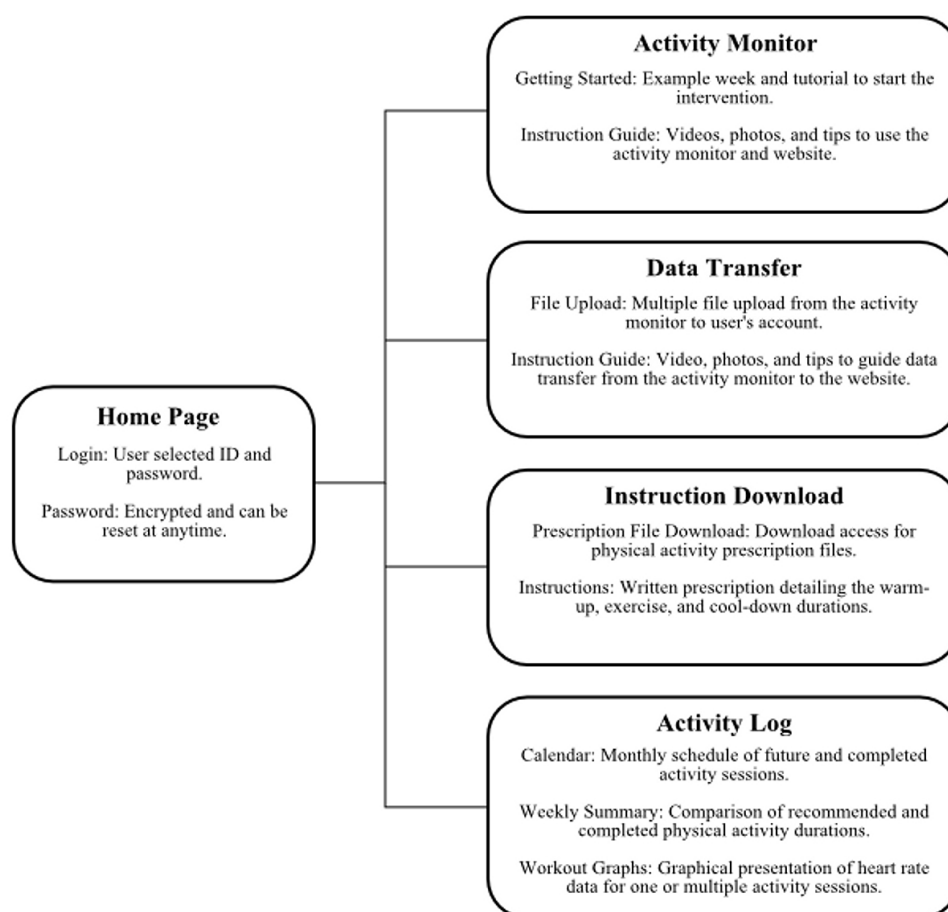 Activity Monitor
Getting Started: Example week and tutorial to start the
intervention.
Instruction Guide: Videos, photos, and tips to use the
activity monitor and website.
Data Transfer
File Upload: Multiple file upload from the activity
monitor to user's account.
Instruction Guide: Video, photos, and tips to guide data
transfer from the activity monitor to the website.
Home Page
Login: User selected ID and
password.
Password: Encrypted and can be
reset at anytime.
Instruction Download
Prescription File Download: Download access for
physical activity prescription files.
Instructions: Written prescription detailing the warm-
up, exercise, and cool-down durations.
Activity Log
Calendar: Monthly schedule of future and completed
activity sessions.
Weekly Summary: Comparison of recommended and
completed physical activity durations.
Workout Graphs: Graphical presentation of heart rate
data for one or multiple activity sessions.